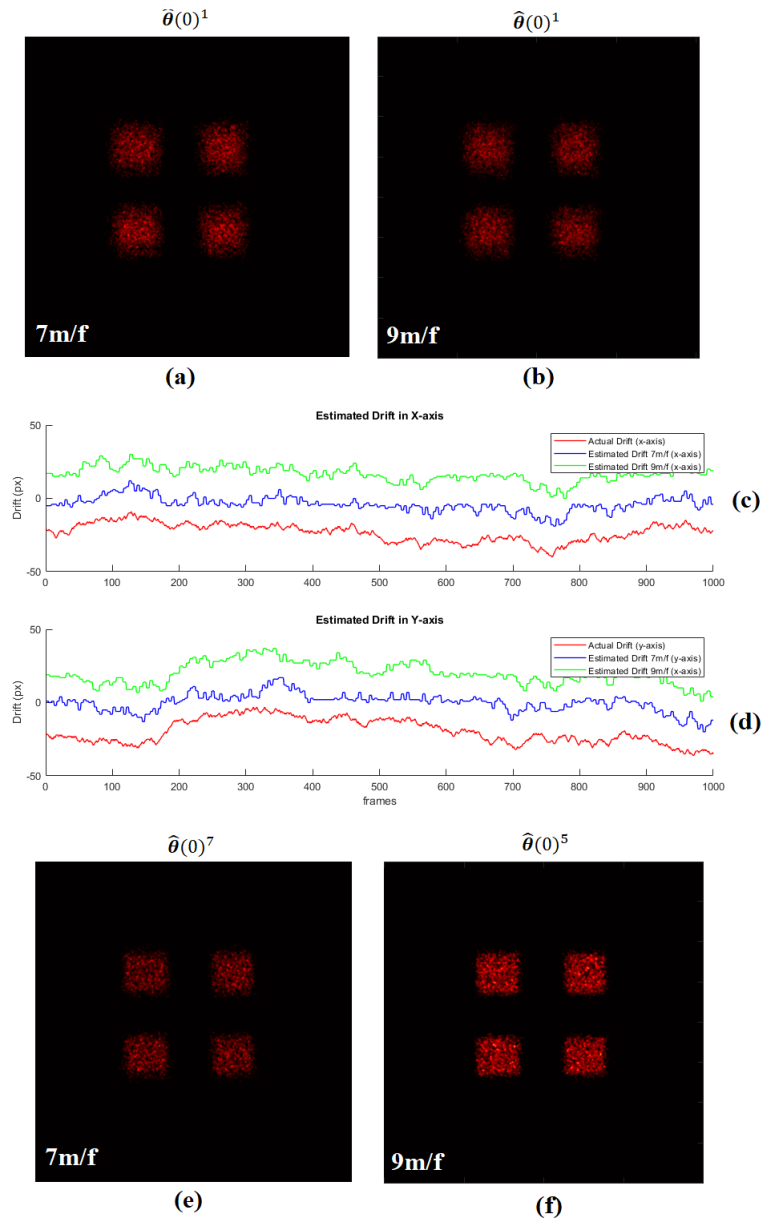 𝜽̂(0)¹ 𝜽̂(0)¹
7m/f 9m/f
(a) (b)
Estimated Drift in X-axis
50
0
-50
Drift (px)
Actual Drift (x-axis)
Estimated Drift 7m/f (x-axis)
Estimated Drift 9m/f (x-axis)
(c)
0 100 200 300 400 500 600 700 800 900 1000
Estimated Drift in Y-axis
50
0
-50
Drift (px)
Actual Drift (y-axis)
Estimated Drift 7m/f (y-axis)
Estimated Drift 9m/f (x-axis)
(d)
0 100 200 300 400 500 600 700 800 900 1000
frames
𝜽̂(0)⁷ 𝜽̂(0)⁵
7m/f 9m/f
(e) (f)